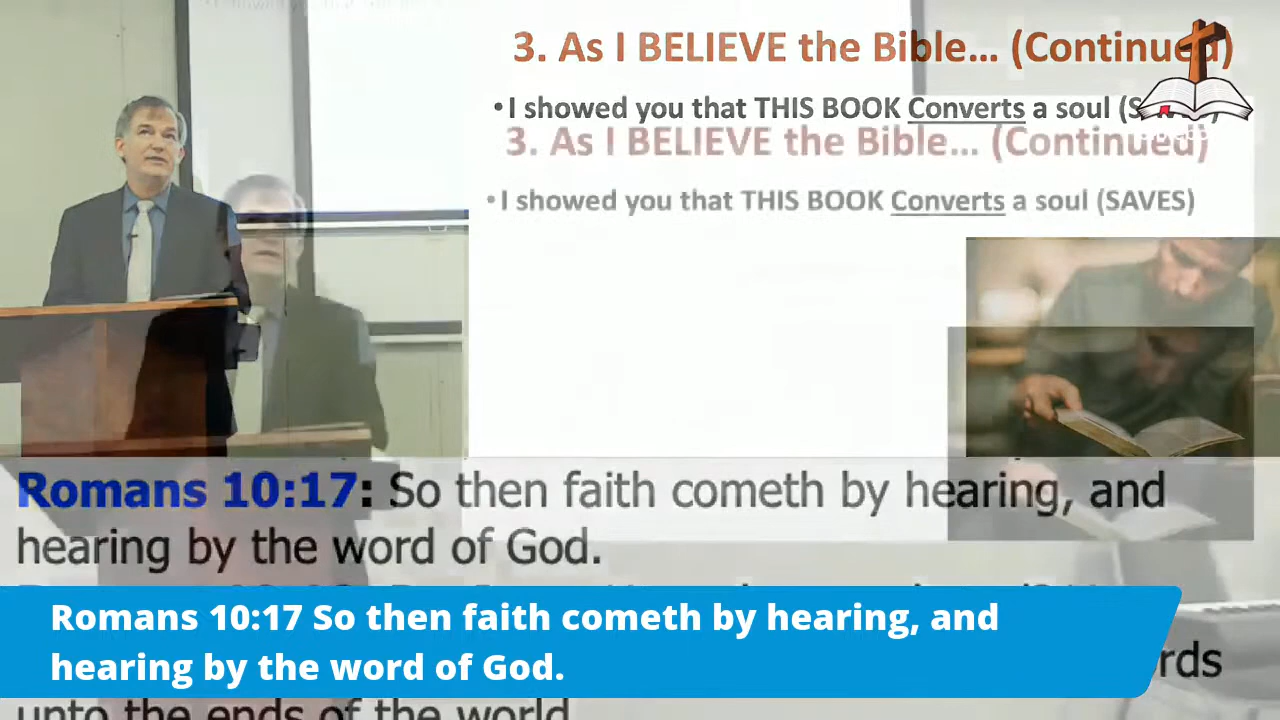 3. As I BELIEVE the Bible... (Continued)
•I showed you that THIS BOOK Converts a soul
3. As I BELIEVE the Bible... (Continued)
•I showed you that THIS BOOK Converts a soul (SAVES)
Romans 10:17: So then faith cometh by hearing, and
hearing by the word of God.
Romans 10:17 So then faith cometh by hearing, and
hearing by the word of God.
unto the ends of the world